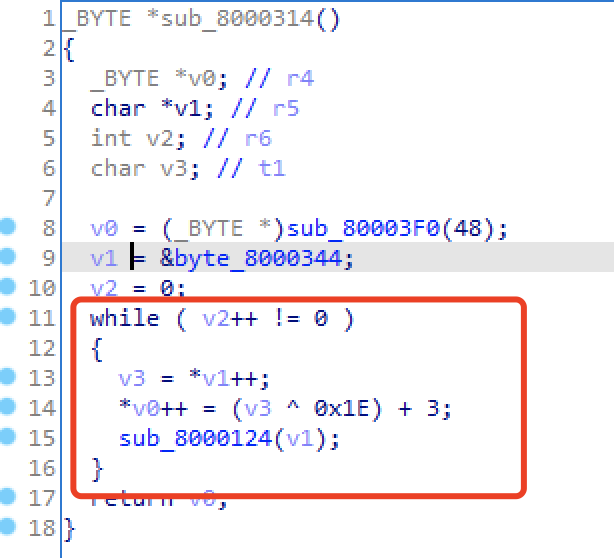 1 _BYTE *sub_8000314()
2 {
3 _BYTE *v0; // r4
4 char *v1; // r5
5 int v2; // r6
6 char v3; // t1
7
8 v0 = (_BYTE *)sub_80003F0(48);
9 v1 = &byte_8000344;
10 v2 = 0;
11 while ( v2++ != 0 )
12 {
13 v3 = *v1++;
14 *v0++ = (v3 ^ 0x1E) + 3;
15 sub_8000124(v1);
16 }
17 return v0;
18 }